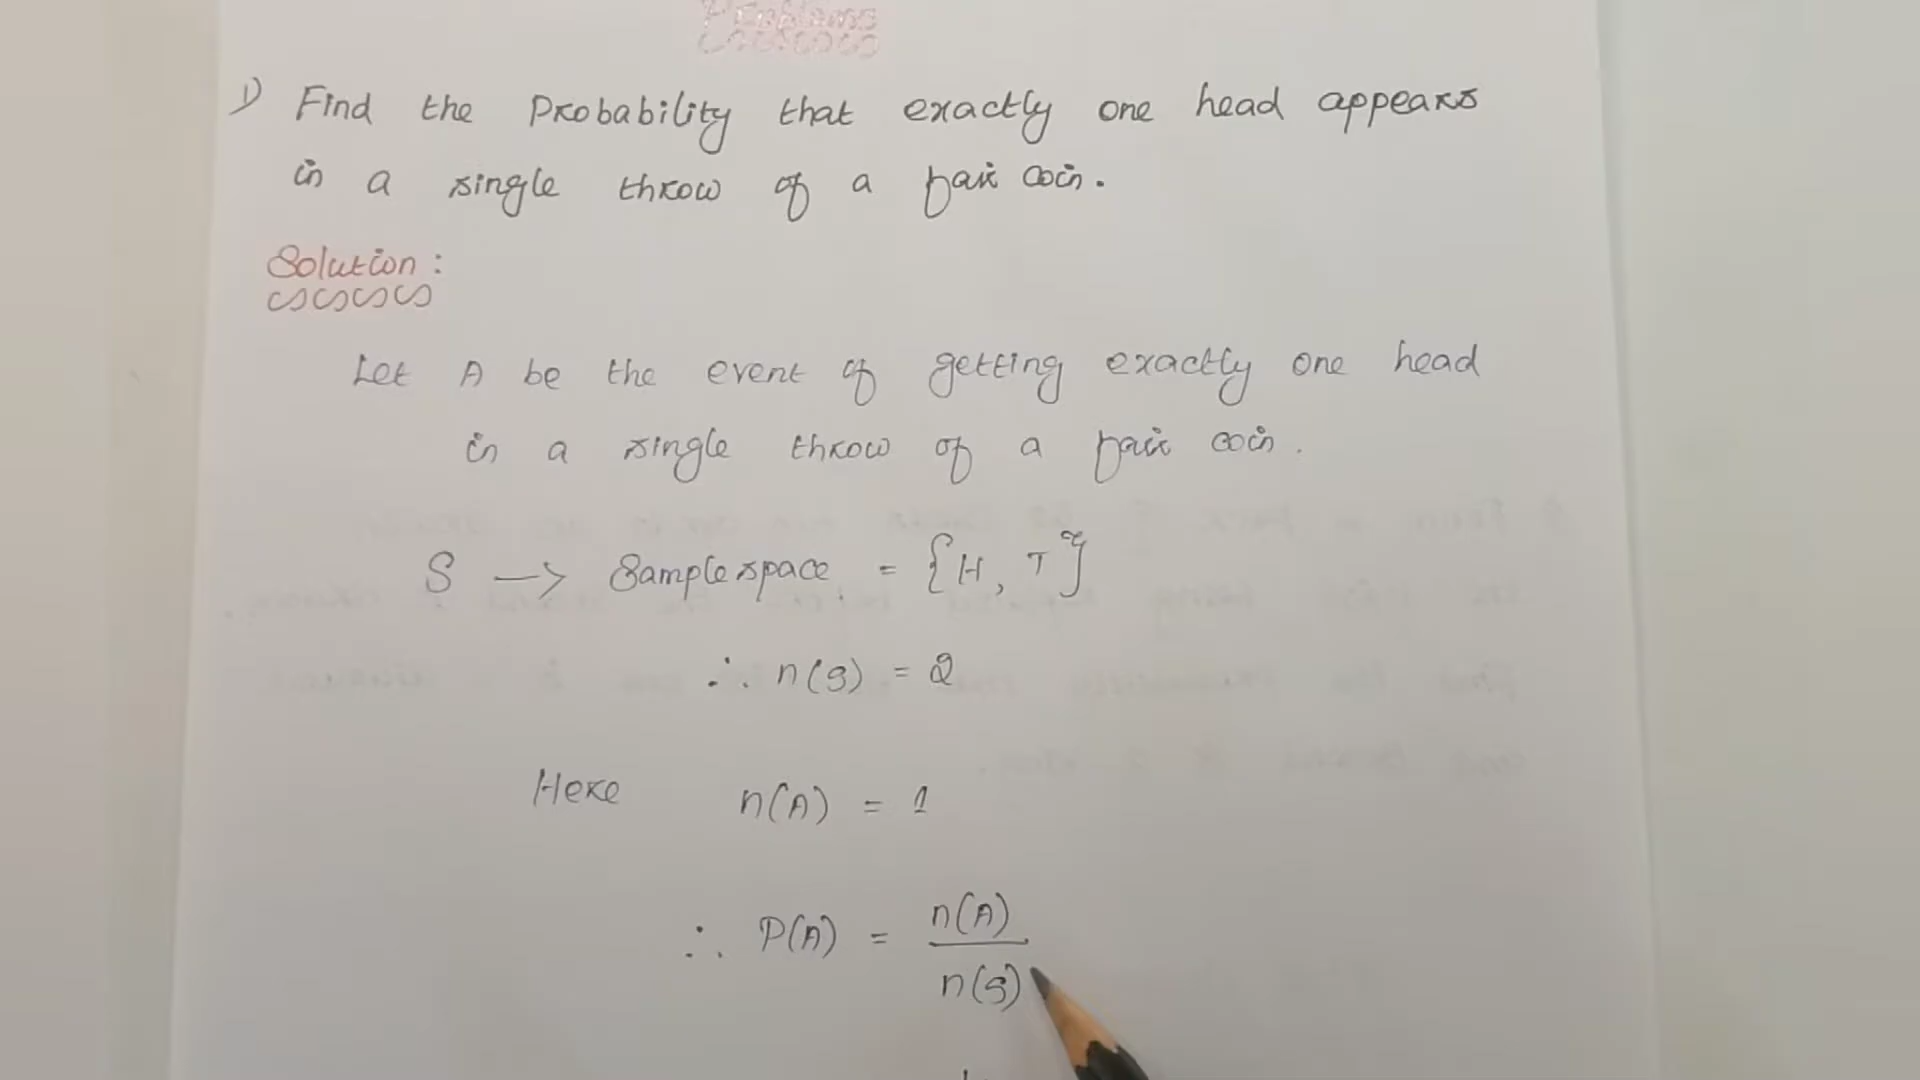 Problems
1) Find the Probability that exactly one head appears
in a single throw of a fair coin.
Solution :
Let A be the event of getting exactly one head
in a single throw of a fair coin.
S → Sample space = {H, T}
∴ n(S) = 2
Here n(A) = 1
∴ P(A) = n(A)
n(S)